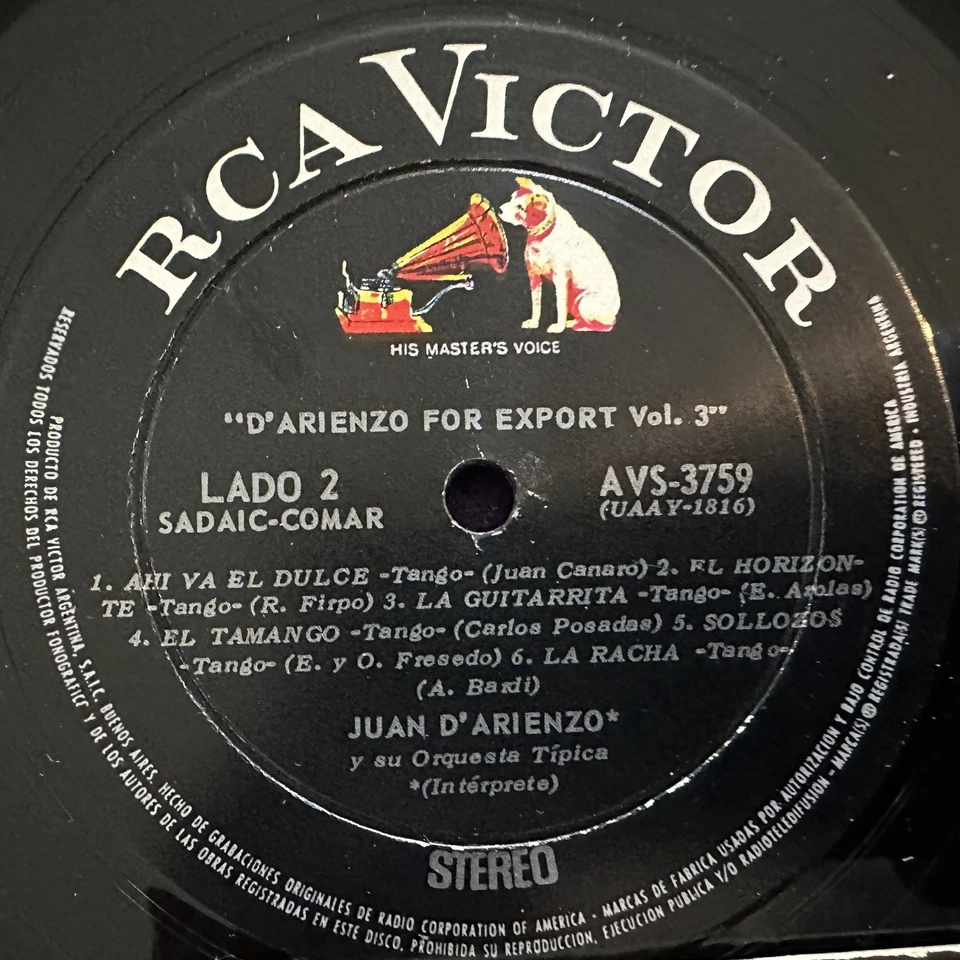 RCA VICTOR
HIS MASTER'S VOICE
"D'ARIENZO FOR EXPORT Vol. 3"
LADO 2
SADAIC-COMAR
AVS-3759
(UAAY-1816)
1. AHI VA EL DULCE -Tango- (Juan Canaro) 2. EL HORIZON-
TE -Tango- (R. Firpo) 3. LA GUITARRITA -Tango- (E. Arolas)
4. EL TAMANGO -Tango- (Carlos Posadas) 5. SOLLOZOS
-Tango- (E. y O. Fresedo) 6. LA RACHA -Tango-
(A. Bardi)
JUAN D'ARIENZO*
y su Orquesta Típica
*(Intérprete)
STEREO
PRODUCTO DE RCA VICTOR ARGENTINA, S.A.I.C. BUENOS AIRES. HECHO DE GRABACIONES ORIGINALES DE RADIO CORPORATION OF AMERICA - MARCAS DE FABRICA USADAS POR AUTORIZACION Y BAJO CONTROL DE RADIO CORPORATION OF AMERICA
RESERVADOS TODOS LOS DERECHOS DEL PRODUCTOR FONOGRAFICO Y DE LOS AUTORES DE LAS OBRAS REGISTRADAS EN ESTE DISCO. PROHIBIDA SU REPRODUCCION, EJECUCION PUBLICA Y/O RADIOTELEDIFUSION - MARCA(S) ® REGISTRADA(S) TRADE MARK(S) ® REGISTERED - INDUSTRIA ARGENTINA